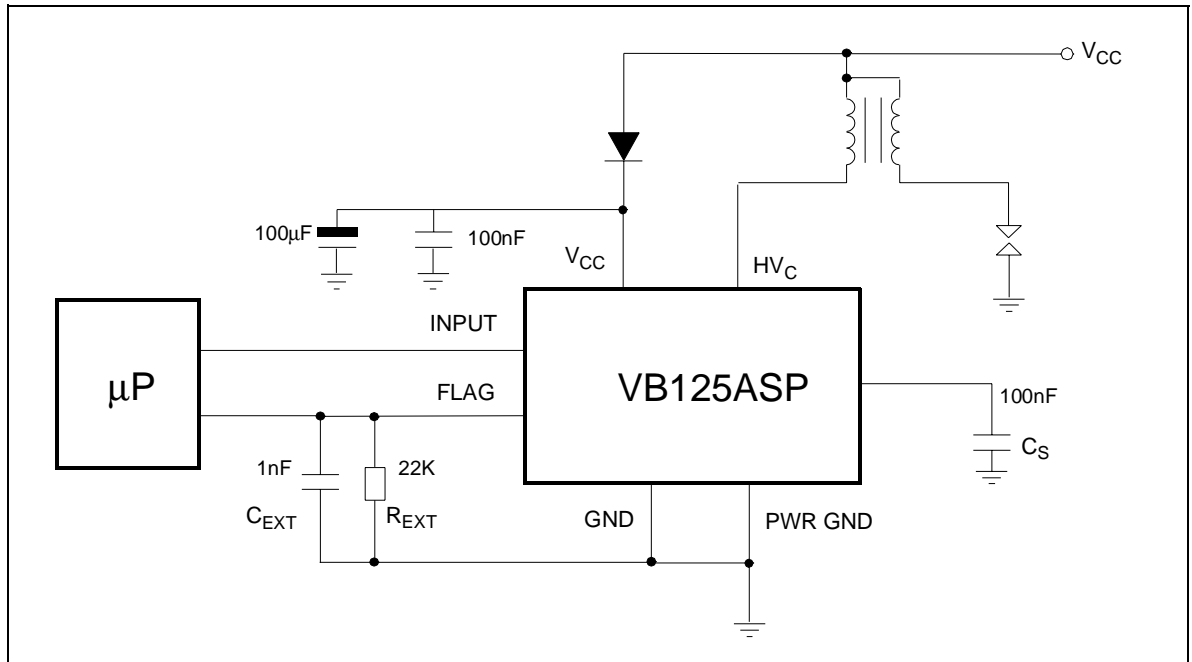 V_CC
100μF
100nF
V_CC
HV_C
INPUT
μP
FLAG
VB125ASP
100nF
C_S
1nF
22K
C_EXT
R_EXT
GND
PWR GND